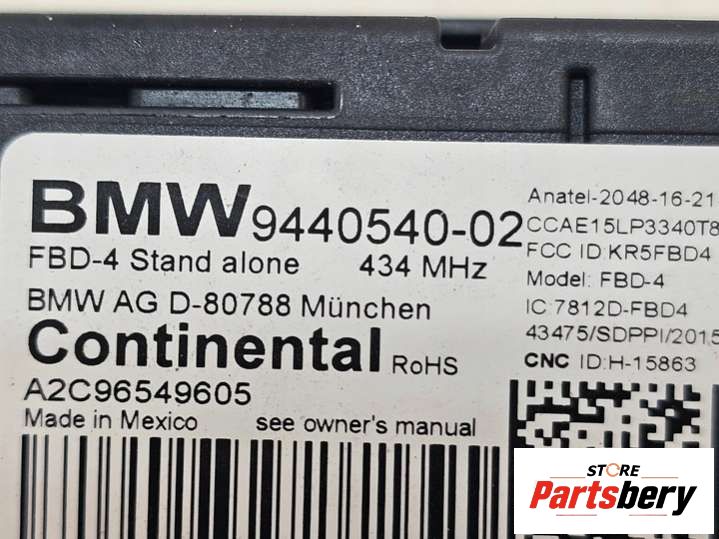 BMW 9440540-02
FBD-4 Stand alone 434 MHz
BMW AG D-80788 München
Continental RoHS
A2C96549605
Made in Mexico see owner's manual
Anatel-2048-16-21
CCAE15LP3340T8
FCC ID: KR5FBD4
Model: FBD-4
IC:7812D-FBD4
43475/SDPPI/2015
CNC ID:H-15863
STORE
Partsbery